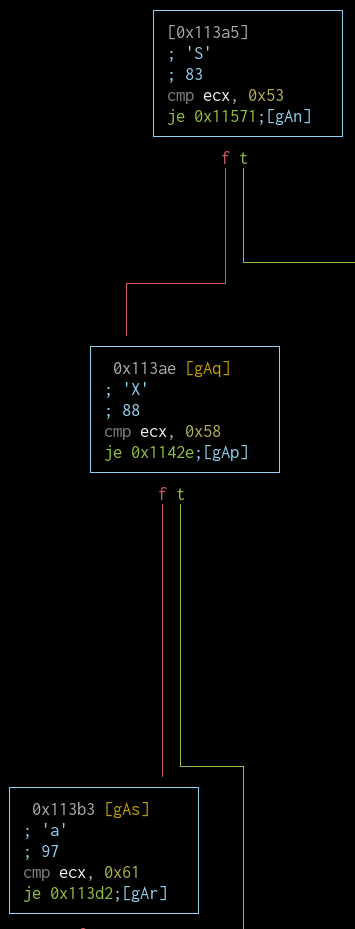 [0x113a5]
; 'S'
; 83
cmp ecx, 0x53
je 0x11571;[gAn]
f t
0x113ae [gAq]
; 'X'
; 88
cmp ecx, 0x58
je 0x1142e;[gAp]
f t
0x113b3 [gAs]
; 'a'
; 97
cmp ecx, 0x61
je 0x113d2;[gAr]